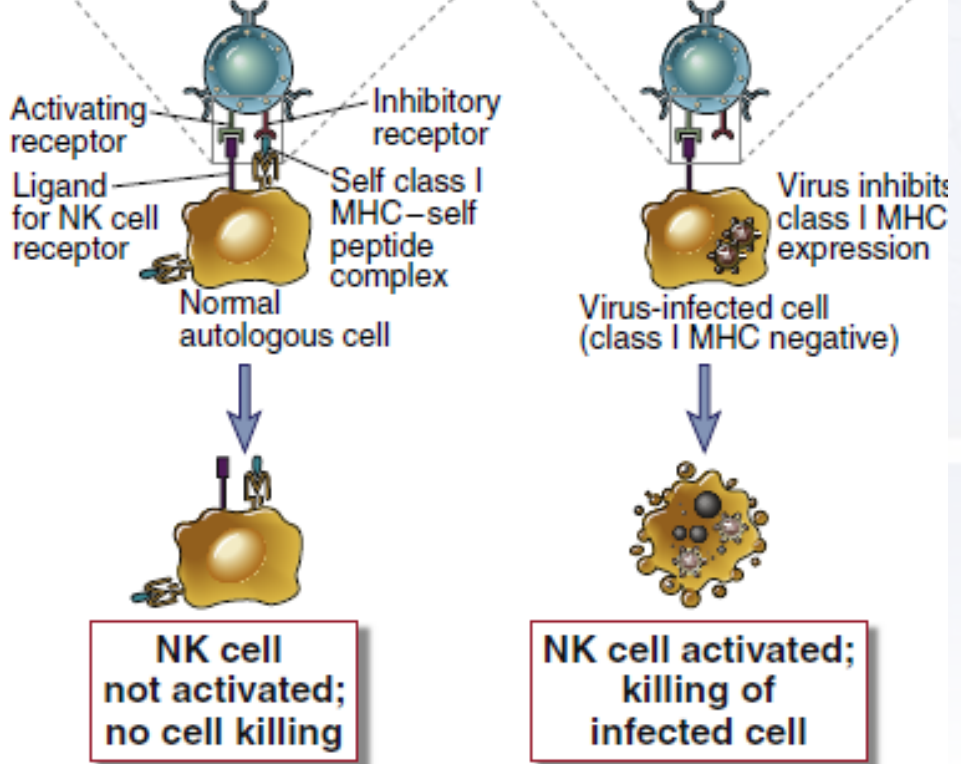 Activating
receptor
Inhibitory
receptor
Ligand
for NK cell
receptor
Self class I
MHC–self
peptide
complex
Normal
autologous cell
Virus inhibits
class I MHC
expression
Virus-infected cell
(class I MHC negative)
NK cell
not activated;
no cell killing
NK cell activated;
killing of
infected cell